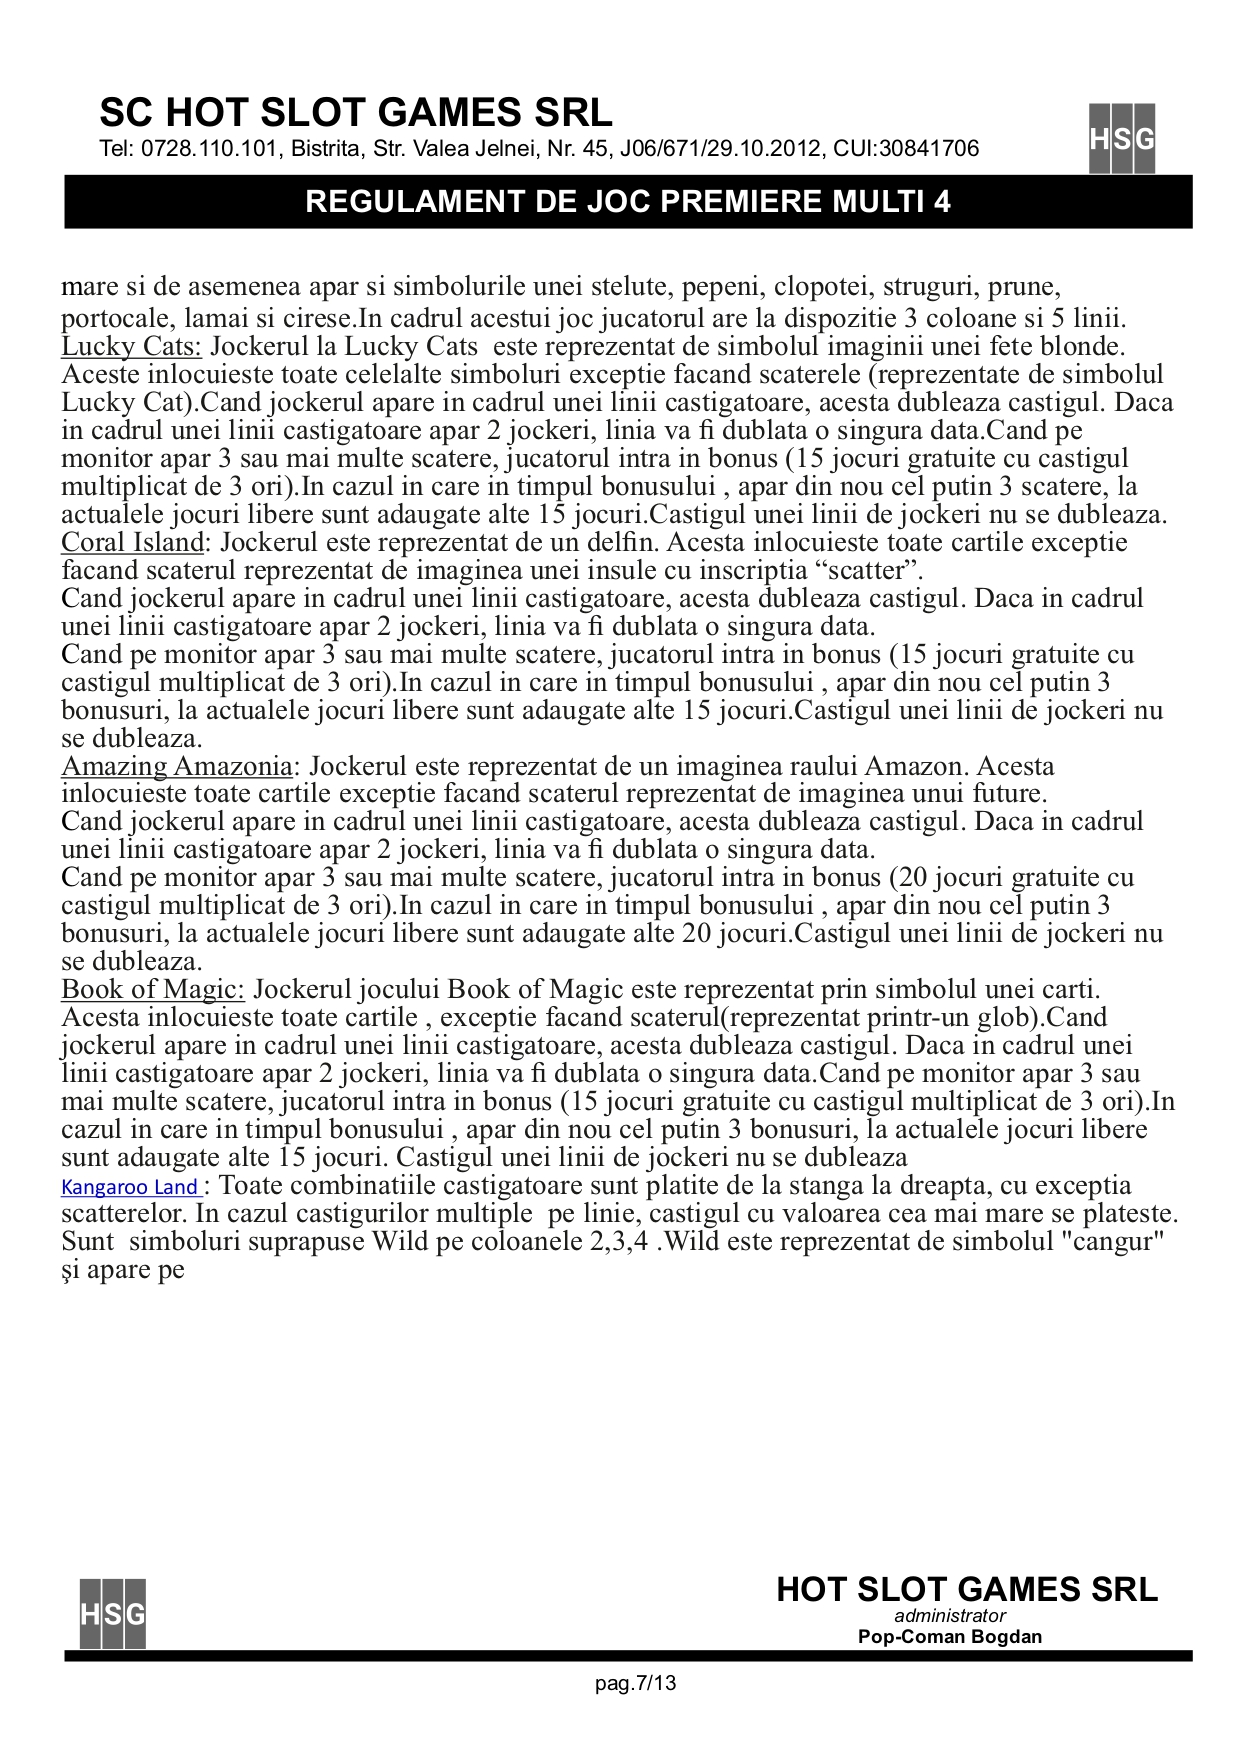 SC HOT SLOT GAMES SRL
Tel: 0728.110.101, Bistrita, Str. Valea Jelnei, Nr. 45, J06/671/29.10.2012, CUI:30841706
HSG
REGULAMENT DE JOC PREMIERE MULTI 4
mare si de asemenea apar si simbolurile unei stelute, pepeni, clopotei, struguri, prune,
portocale, lamai si cirese.In cadrul acestui joc jucatorul are la dispozitie 3 coloane si 5 linii.
Lucky Cats: Jockerul la Lucky Cats  este reprezentat de simbolul imaginii unei fete blonde.
Aceste inlocuieste toate celelalte simboluri exceptie facand scaterele (reprezentate de simbolul
Lucky Cat).Cand jockerul apare in cadrul unei linii castigatoare, acesta dubleaza castigul. Daca
in cadrul unei linii castigatoare apar 2 jockeri, linia va fi dublata o singura data.Cand pe
monitor apar 3 sau mai multe scatere, jucatorul intra in bonus (15 jocuri gratuite cu castigul
multiplicat de 3 ori).In cazul in care in timpul bonusului , apar din nou cel putin 3 scatere, la
actualele jocuri libere sunt adaugate alte 15 jocuri.Castigul unei linii de jockeri nu se dubleaza.
Coral Island: Jockerul este reprezentat de un delfin. Acesta inlocuieste toate cartile exceptie
facand scaterul reprezentat de imaginea unei insule cu inscriptia “scatter”.
Cand jockerul apare in cadrul unei linii castigatoare, acesta dubleaza castigul. Daca in cadrul
unei linii castigatoare apar 2 jockeri, linia va fi dublata o singura data.
Cand pe monitor apar 3 sau mai multe scatere, jucatorul intra in bonus (15 jocuri gratuite cu
castigul multiplicat de 3 ori).In cazul in care in timpul bonusului , apar din nou cel putin 3
bonusuri, la actualele jocuri libere sunt adaugate alte 15 jocuri.Castigul unei linii de jockeri nu
se dubleaza.
Amazing Amazonia: Jockerul este reprezentat de un imaginea raului Amazon. Acesta
inlocuieste toate cartile exceptie facand scaterul reprezentat de imaginea unui future.
Cand jockerul apare in cadrul unei linii castigatoare, acesta dubleaza castigul. Daca in cadrul
unei linii castigatoare apar 2 jockeri, linia va fi dublata o singura data.
Cand pe monitor apar 3 sau mai multe scatere, jucatorul intra in bonus (20 jocuri gratuite cu
castigul multiplicat de 3 ori).In cazul in care in timpul bonusului , apar din nou cel putin 3
bonusuri, la actualele jocuri libere sunt adaugate alte 20 jocuri.Castigul unei linii de jockeri nu
se dubleaza.
Book of Magic: Jockerul jocului Book of Magic este reprezentat prin simbolul unei carti.
Acesta inlocuieste toate cartile , exceptie facand scaterul(reprezentat printr-un glob).Cand
jockerul apare in cadrul unei linii castigatoare, acesta dubleaza castigul. Daca in cadrul unei
linii castigatoare apar 2 jockeri, linia va fi dublata o singura data.Cand pe monitor apar 3 sau
mai multe scatere, jucatorul intra in bonus (15 jocuri gratuite cu castigul multiplicat de 3 ori).In
cazul in care in timpul bonusului , apar din nou cel putin 3 bonusuri, la actualele jocuri libere
sunt adaugate alte 15 jocuri. Castigul unei linii de jockeri nu se dubleaza
Kangaroo Land : Toate combinatiile castigatoare sunt platite de la stanga la dreapta, cu exceptia
scatterelor. In cazul castigurilor multiple  pe linie, castigul cu valoarea cea mai mare se plateste.
Sunt  simboluri suprapuse Wild pe coloanele 2,3,4 .Wild este reprezentat de simbolul "cangur"
şi apare pe
HSG
HOT SLOT GAMES SRL
administrator
Pop-Coman Bogdan
pag.7/13